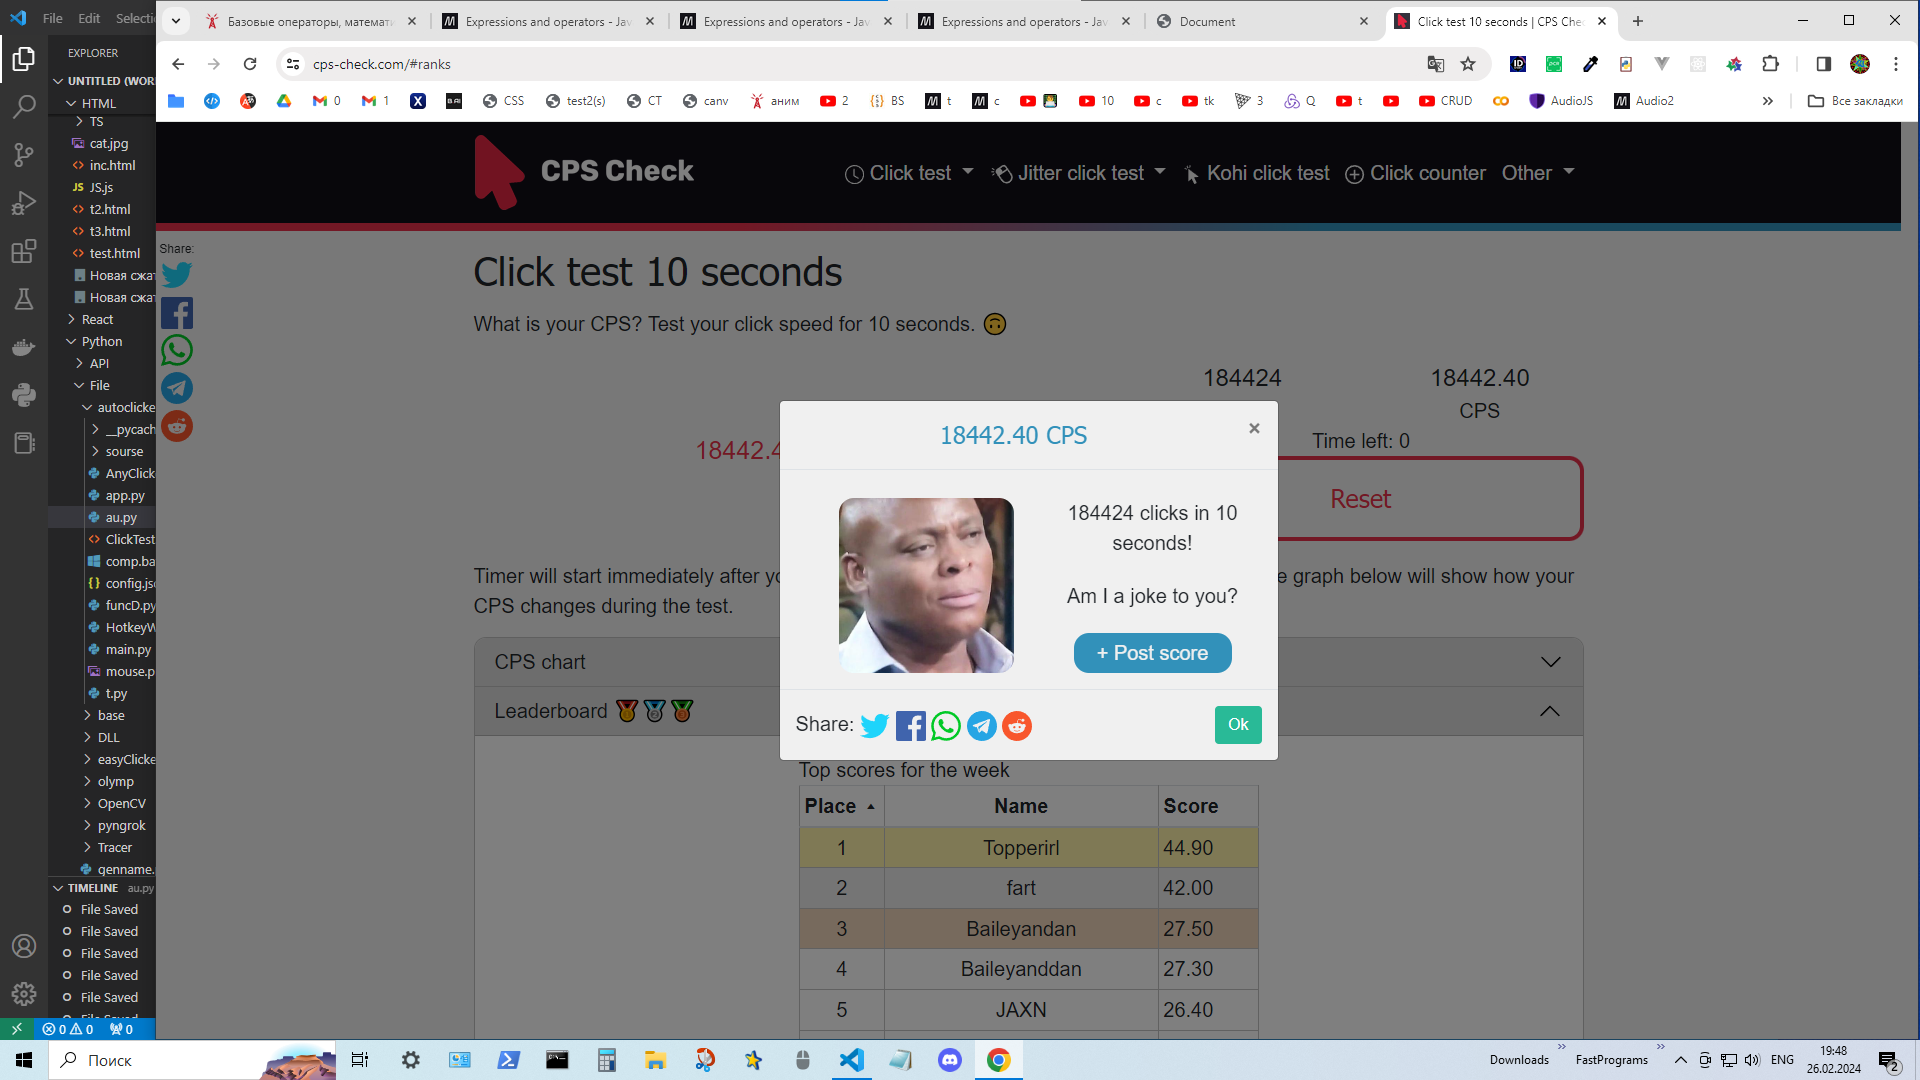 File Edit Selecti
Базовые операторы, математи
Expressions and operators - Jav
Expressions and operators - Jav
Expressions and operators - Jav
Document
Click test 10 seconds | CPS Chec
cps-check.com/#ranks
0 1 CSS test2(s) CT canv аним 2 BS t c 10 c tk 3 Q t CRUD AudioJS Audio2 » Все закладки
EXPLORER
UNTITLED (WOR
HTML
TS
cat.jpg
inc.html
JS JS.js
t2.html
t3.html
test.html
Новая сжат
Новая сжат
React
Python
API
File
autoclicke
__pycach
sourse
AnyClick
app.py
au.py
ClickTest
comp.ba
config.jsc
funcD.py
HotkeyW
main.py
mouse.p
t.py
base
DLL
easyClicke
olymp
OpenCV
pyngrok
Tracer
genname.
TIMELINE au.py
File Saved
File Saved
File Saved
File Saved
File Saved
0 0 0
CPS Check
Click test Jitter click test Kohi click test Click counter Other
Share:
Click test 10 seconds
What is your CPS? Test your click speed for 10 seconds.
184424 18442.40
CPS
Time left: 0
18442.4
Reset
18442.40 CPS ×
184424 clicks in 10
seconds!
Am I a joke to you?
+ Post score
Share: Ok
Timer will start immediately after yo
e graph below will show how your
CPS changes during the test.
CPS chart
Leaderboard
Top scores for the week
Place Name Score
1 Topperirl 44.90
2 fart 42.00
3 Baileyandan 27.50
4 Baileyanddan 27.30
5 JAXN 26.40
Поиск
Downloads » FastPrograms » ENG 19:48
26.02.2024 2